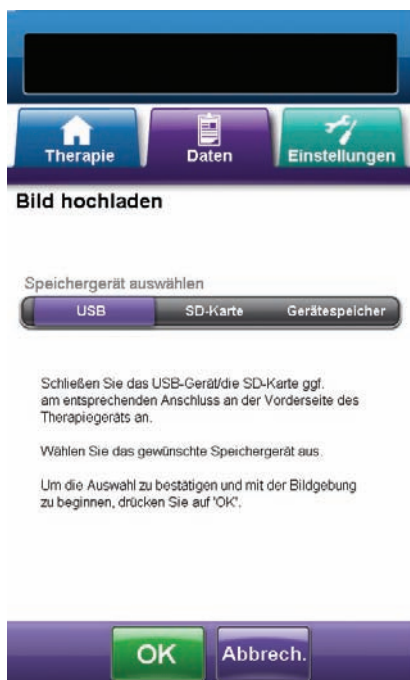 Therapie Daten Einstellungen
Bild hochladen
Speichergerät auswählen
USB SD-Karte Gerätespeicher
Schließen Sie das USB-Gerät/die SD-Karte ggf.
am entsprechenden Anschluss an der Vorderseite des
Therapiegeräts an.
Wählen Sie das gewünschte Speichergerät aus.
Um die Auswahl zu bestätigen und mit der Bildgebung
zu beginnen, drücken Sie auf 'OK'.
OK Abbrech.